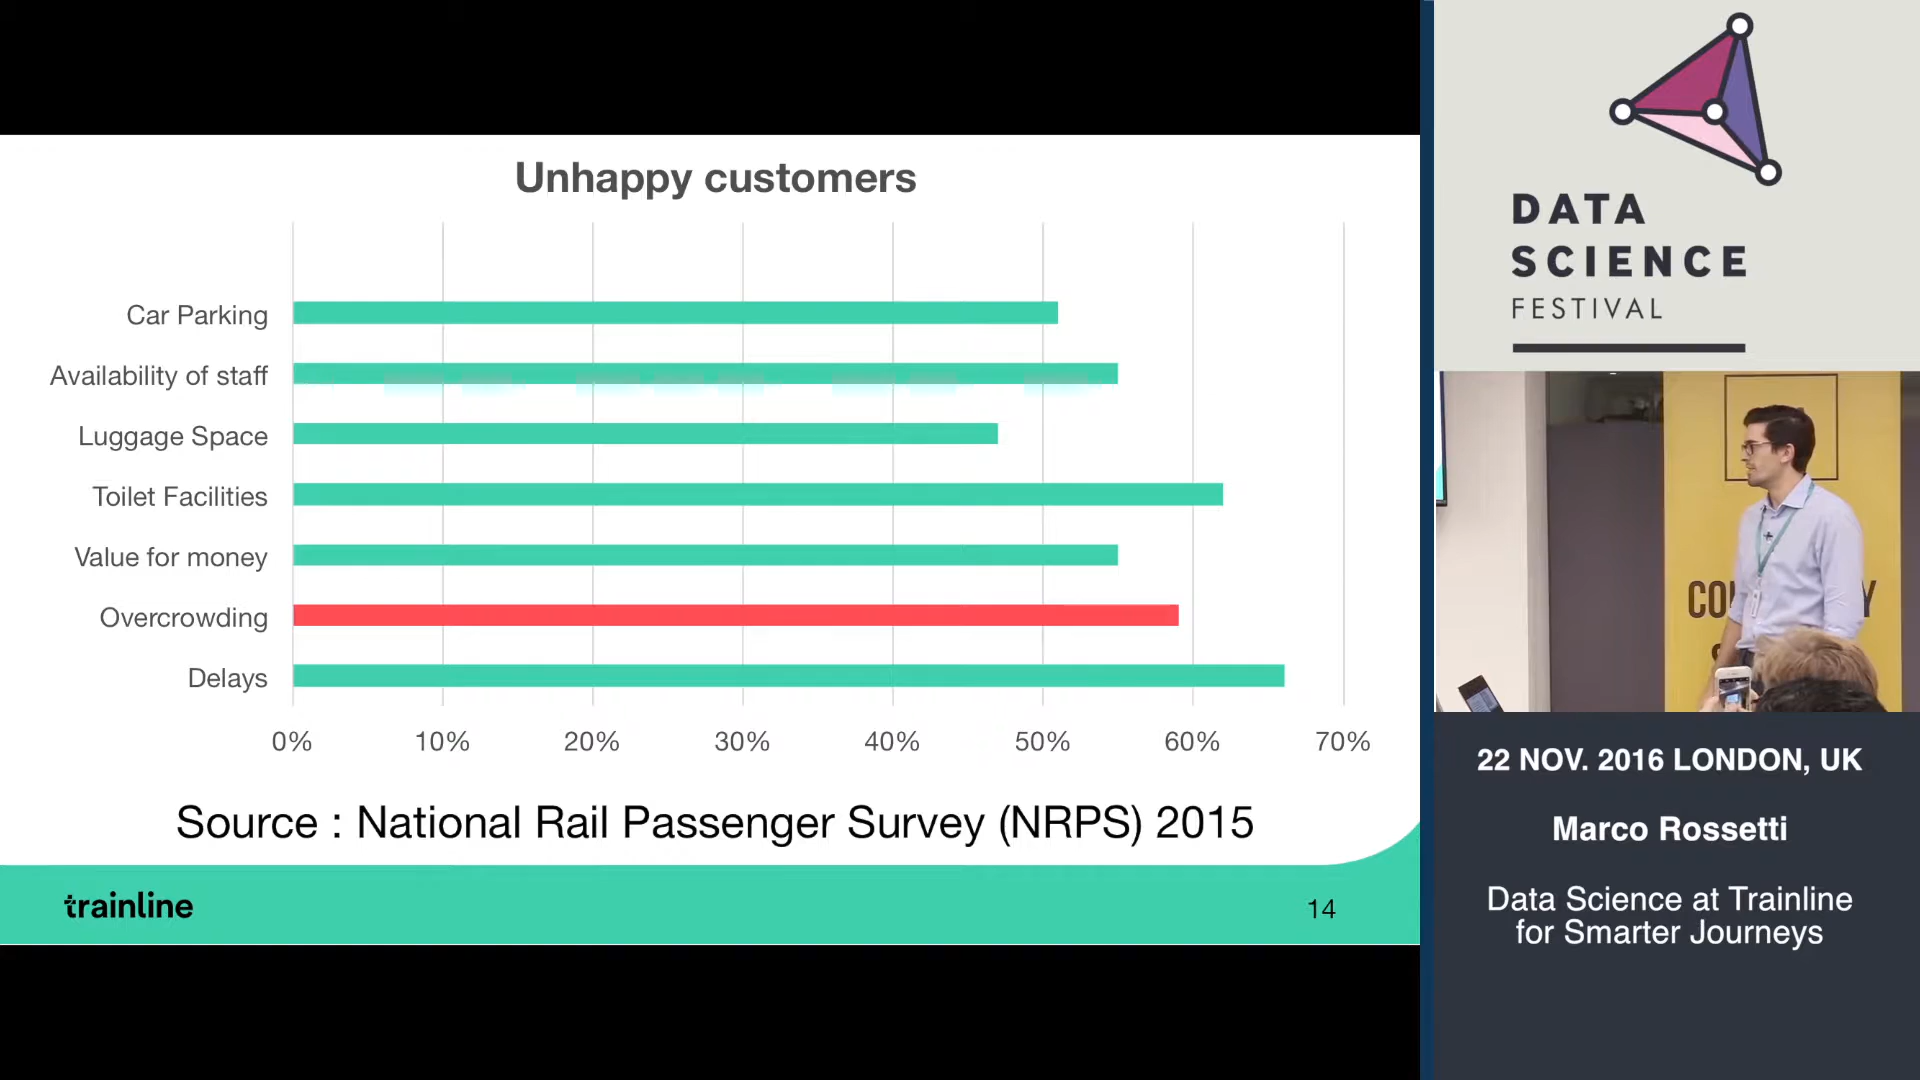 Unhappy customers
Car Parking
Availability of staff
Luggage Space
Toilet Facilities
Value for money
Overcrowding
Delays
0% 10% 20% 30% 40% 50% 60% 70%
Source : National Rail Passenger Survey (NRPS) 2015
trainline
14
DATA
SCIENCE
FESTIVAL
22 NOV. 2016 LONDON, UK
Marco Rossetti
Data Science at Trainline
for Smarter Journeys